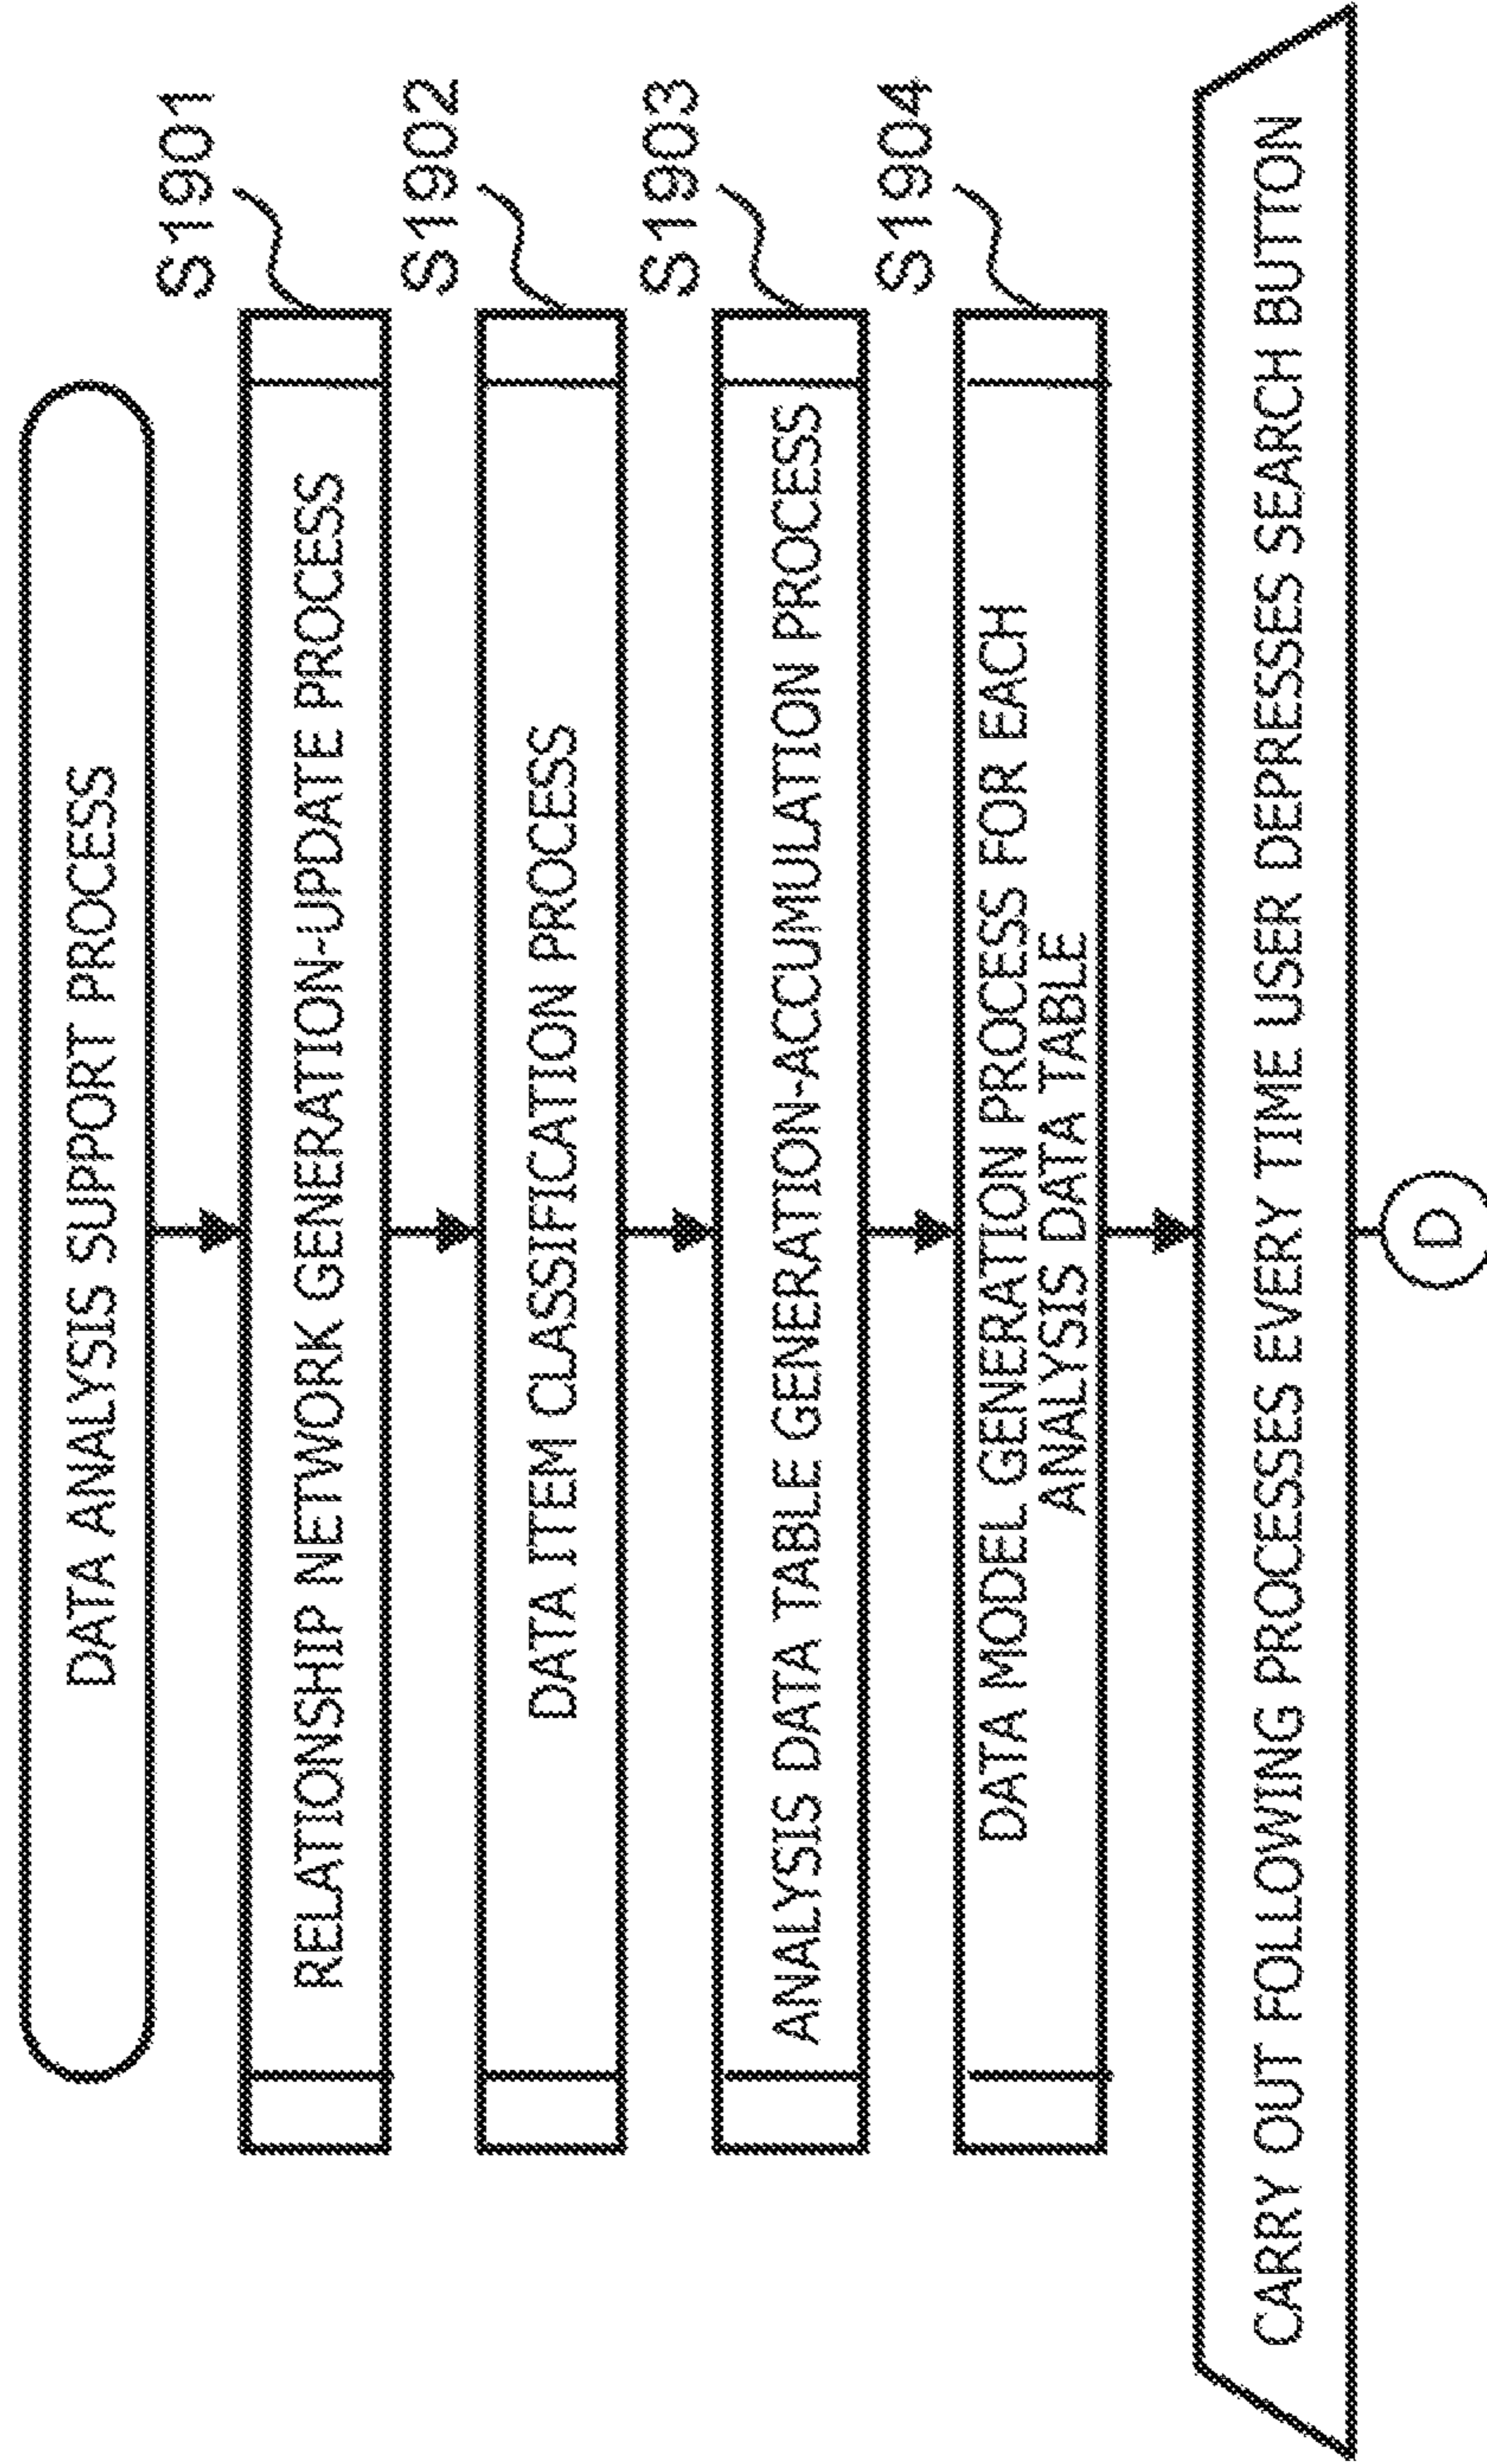 DATA ANALYSIS SUPPORT PROCESS
S1901
RELATIONSHIP NETWORK GENERATION-UPDATE PROCESS
S1902
DATA ITEM CLASSIFICATION PROCESS
S1903
ANALYSIS DATA TABLE GENERATION-ACCUMULATION PROCESS
S1904
DATA MODEL GENERATION PROCESS FOR EACH
ANALYSIS DATA TABLE
CARRY OUT FOLLOWING PROCESSES EVERY TIME USER DEPRESSES SEARCH BUTTON
D